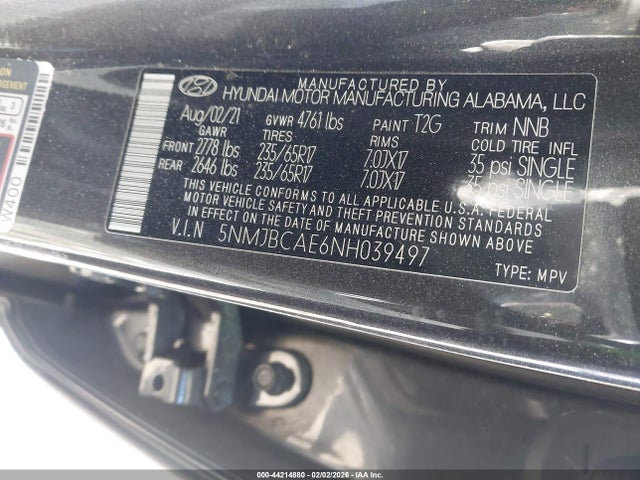 MANUFACTURED BY
HYUNDAI MOTOR MANUFACTURING ALABAMA, LLC
Aug/02/21 GVWR 4761 lbs PAINT T2G TRIM NNB
GAWR TIRES RIMS COLD TIRE INFL
FRONT 2778 lbs 235/65R17 7.0JX17 35 psi SINGLE
REAR 2646 lbs 235/65R17 7.0JX17 35 psi SINGLE
THIS VEHICLE CONFORMS TO ALL APPLICABLE U.S. FEDERAL MOTOR VEHICLE SAFETY, BUMPER, AND THEFT PREVENTION
STANDARDS IN EFFECT ON THE DATE OF MANUFACTURE SHOWN ABOVE.
V.I.N 5NMJBCAE6NH039497 TYPE: MPV
W400
000-44214880 - 02/02/2026 - IAA Inc.